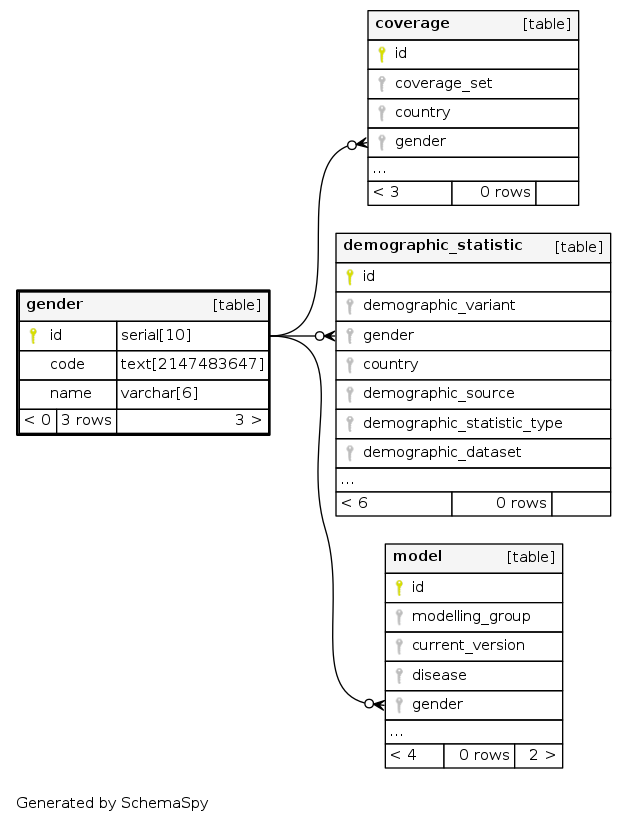 coverage [table]
id
coverage_set
country
gender
...
< 3 0 rows
demographic_statistic [table]
id
demographic_variant
gender
country
demographic_source
demographic_statistic_type
demographic_dataset
...
< 6 0 rows
gender [table]
id serial[10]
code text[2147483647]
name varchar[6]
< 0 3 rows 3 >
model [table]
id
modelling_group
current_version
disease
gender
...
< 4 0 rows 2 >
Generated by SchemaSpy